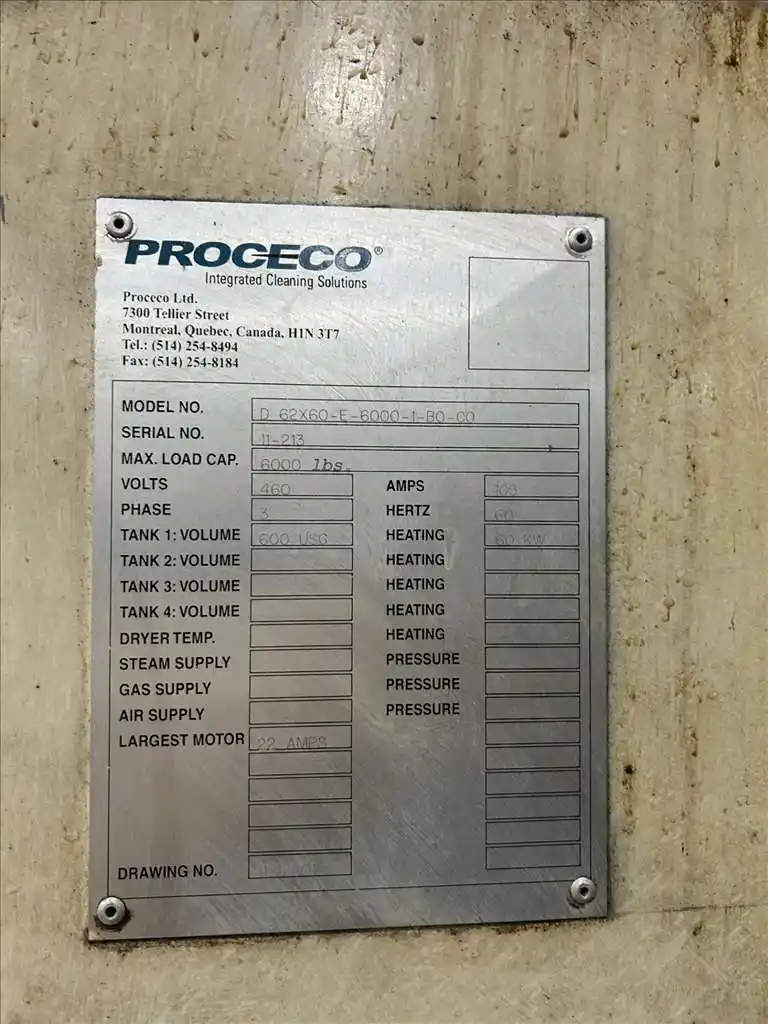 PROCECO®
Integrated Cleaning Solutions
Proceco Ltd.
7300 Tellier Street
Montreal, Quebec, Canada, H1N 3T7
Tel.: (514) 254-8494
Fax: (514) 254-8184
MODEL NO. D 62X60-E-6000-1-B0-C0
SERIAL NO. 11-213
MAX. LOAD CAP. 6000 lbs.
VOLTS 460 AMPS
PHASE 3 HERTZ 60
TANK 1: VOLUME 600 USG HEATING 60 KW
TANK 2: VOLUME HEATING
TANK 3: VOLUME HEATING
TANK 4: VOLUME HEATING
DRYER TEMP. HEATING
STEAM SUPPLY PRESSURE
GAS SUPPLY PRESSURE
AIR SUPPLY PRESSURE
LARGEST MOTOR 22 AMPS
DRAWING NO.